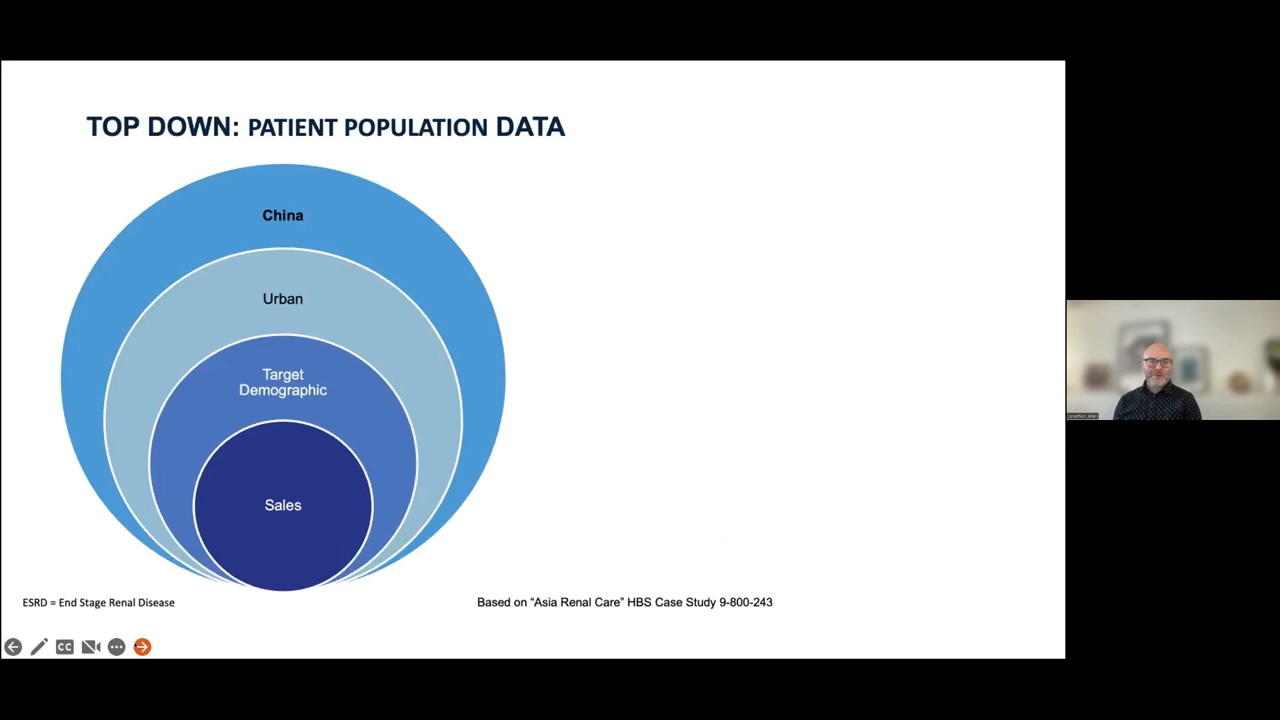 TOP DOWN: PATIENT POPULATION DATA
China
Urban
Target
Demographic
Sales
ESRD = End Stage Renal Disease
Based on “Asia Renal Care” HBS Case Study 9-800-243
CC